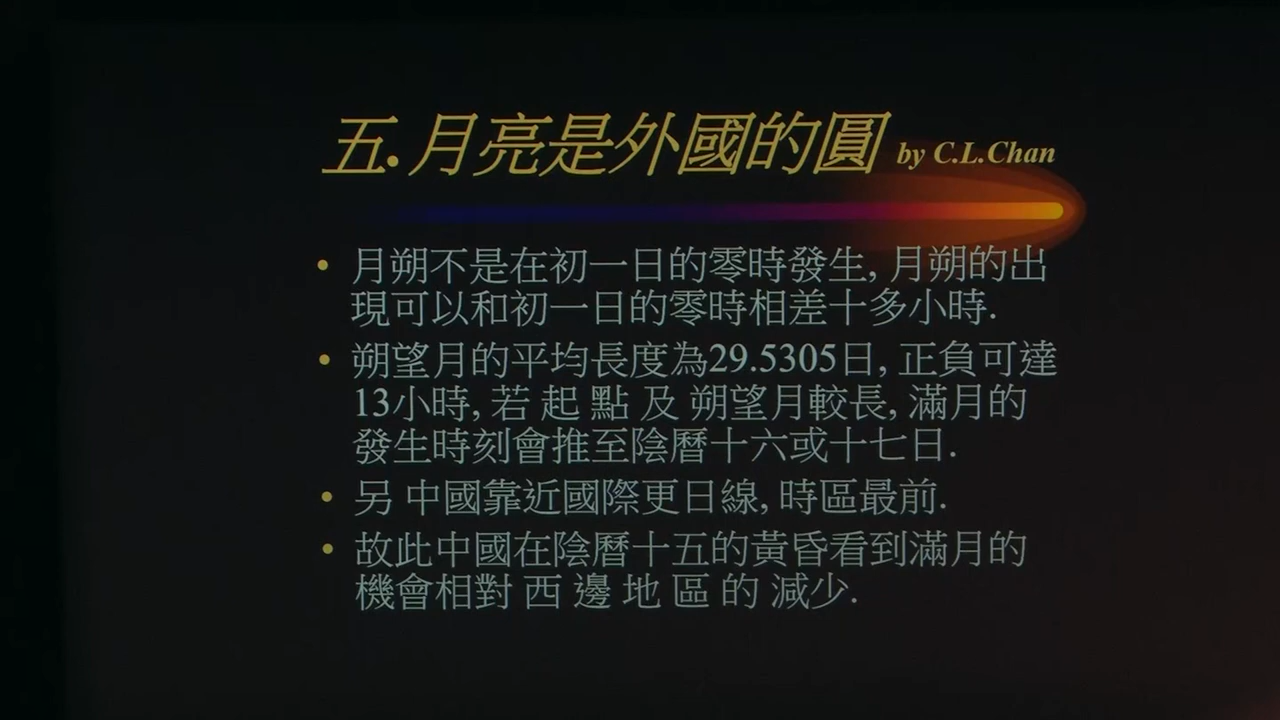 五.月亮是外國的圓 by C.L.Chan
• 月朔不是在初一日的零時發生, 月朔的出
現可以和初一日的零時相差十多小時.
• 朔望月的平均長度為29.5305日, 正負可達
13小時, 若 起 點 及 朔望月較長, 滿月的
發生時刻會推至陰曆十六或十七日.
• 另 中國靠近國際更日線, 時區最前.
• 故此中國在陰曆十五的黃昏看到滿月的
機會相對 西 邊 地 區 的 減少.